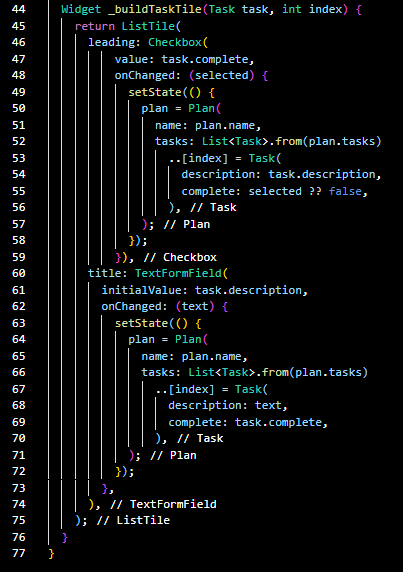 44 Widget _buildTaskTile(Task task, int index) {
45 return ListTile(
46 leading: Checkbox(
47 value: task.complete,
48 onChanged: (selected) {
49 setState(() {
50 plan = Plan(
51 name: plan.name,
52 tasks: List<Task>.from(plan.tasks)
53 ..[index] = Task(
54 description: task.description,
55 complete: selected ?? false,
56 ), // Task
57 ); // Plan
58 });
59 }), // Checkbox
60 title: TextFormField(
61 initialValue: task.description,
62 onChanged: (text) {
63 setState(() {
64 plan = Plan(
65 name: plan.name,
66 tasks: List<Task>.from(plan.tasks)
67 ..[index] = Task(
68 description: text,
69 complete: task.complete,
70 ), // Task
71 ); // Plan
72 });
73 },
74 ), // TextFormField
75 ); // ListTile
76 }
77 }